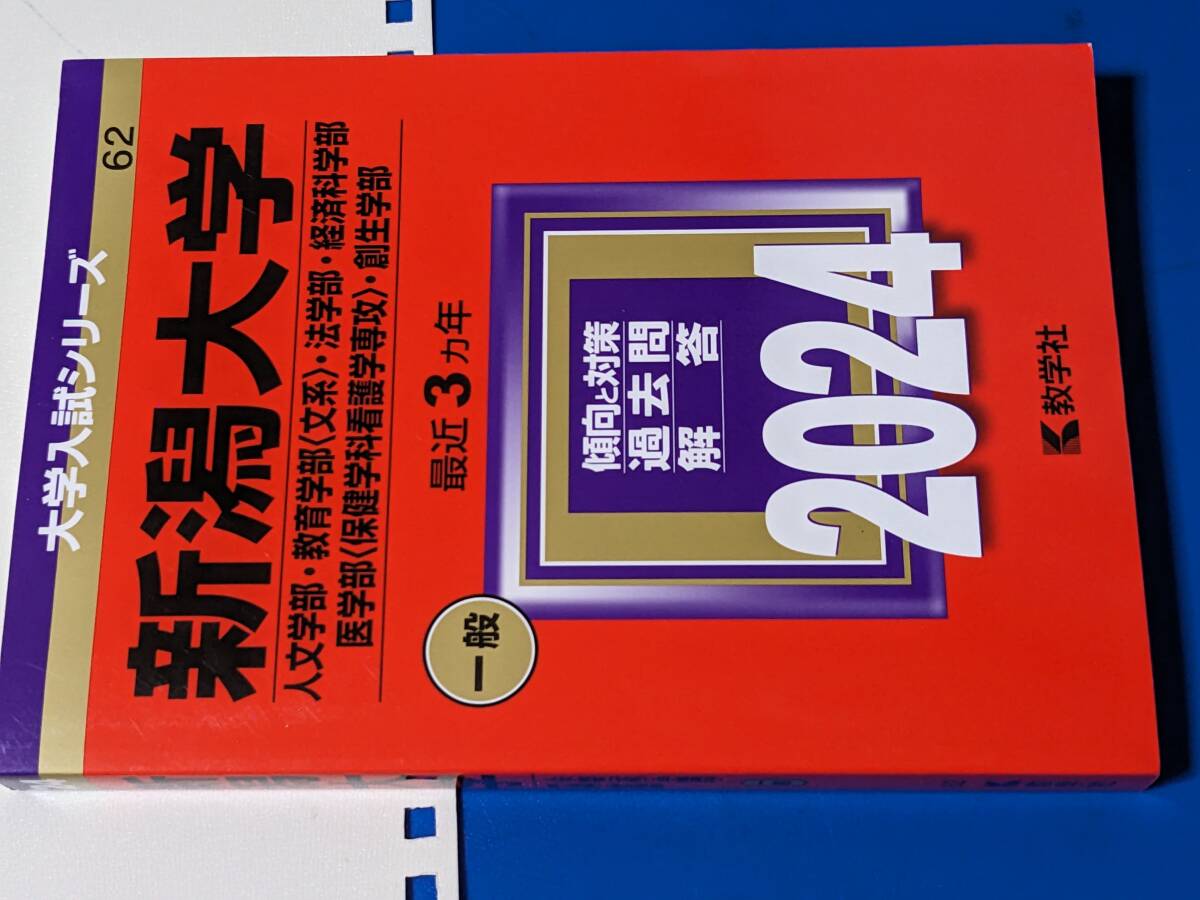 大学入試シリーズ
62
新潟大学
人文学部・教育学部〈文系〉・法学部・経済科学部
医学部〈保健学科看護学専攻〉・創生学部
最近3カ年
一般
傾向と対策
過去問
解答
2024
教学社